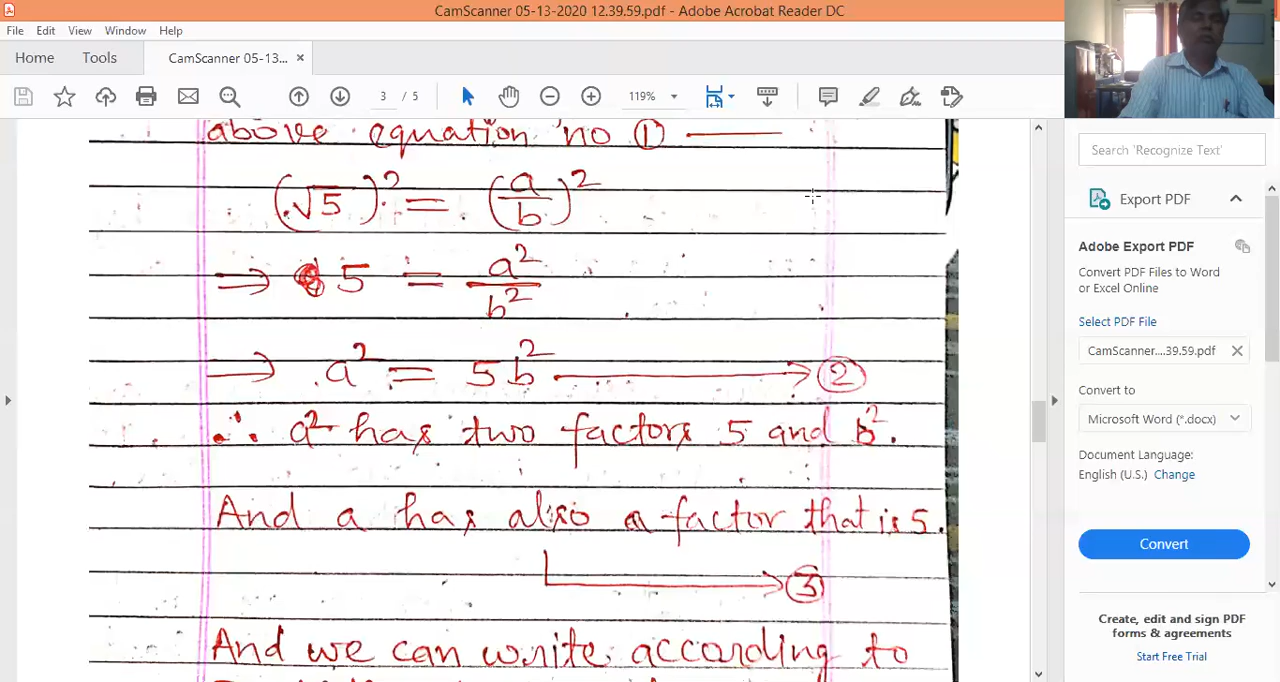 CamScanner 05-13-2020 12.39.59.pdf - Adobe Acrobat Reader DC
File Edit View Window Help
Home Tools CamScanner 05-13... ×
3 / 5 119%
above equation no ①
(√5)² = (a/b)²
⇒ 5 = a²/b²
⇒ a² = 5b² → ②
∴ a² has two factors 5 and b².
And a has also a factor that is 5.
→ ③
And we can write according to
Search 'Recognize Text'
Export PDF
Adobe Export PDF
Convert PDF Files to Word
or Excel Online
Select PDF File
CamScanner....39.59.pdf ×
Convert to
Microsoft Word (*.docx)
Document Language:
English (U.S.) Change
Convert
Create, edit and sign PDF
forms & agreements
Start Free Trial